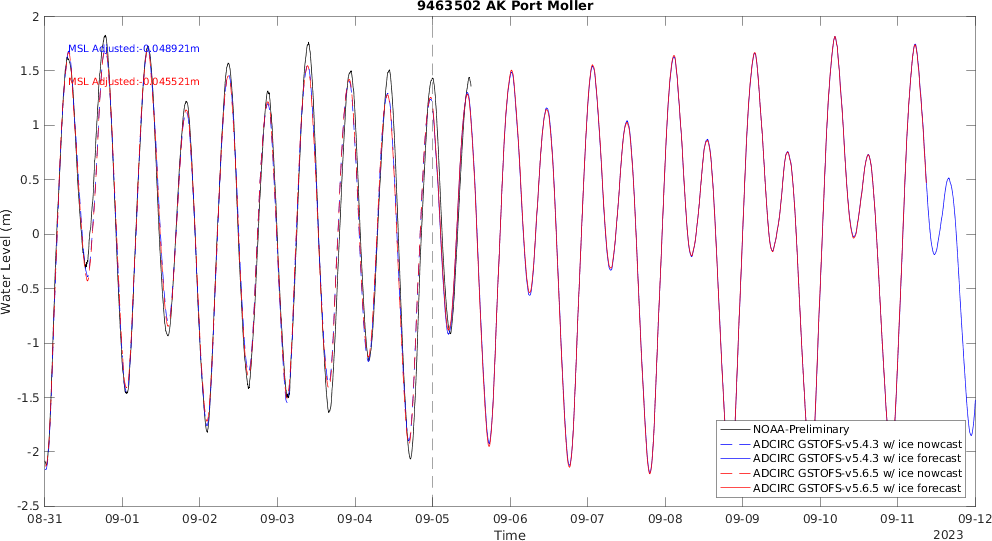 9463502 AK Port Moller
2
1.5
1
0.5
0
-0.5
-1
-1.5
-2
-2.5
Water Level (m)
MSL Adjusted:-0.048921m
MSL Adjusted:-0.045521m
NOAA-Preliminary
ADCIRC GSTOFS-v5.4.3 w/ ice nowcast
ADCIRC GSTOFS-v5.4.3 w/ ice forecast
ADCIRC GSTOFS-v5.6.5 w/ ice nowcast
ADCIRC GSTOFS-v5.6.5 w/ ice forecast
08-31 09-01 09-02 09-03 09-04 09-05 09-06 09-07 09-08 09-09 09-10 09-11 09-12
Time
2023